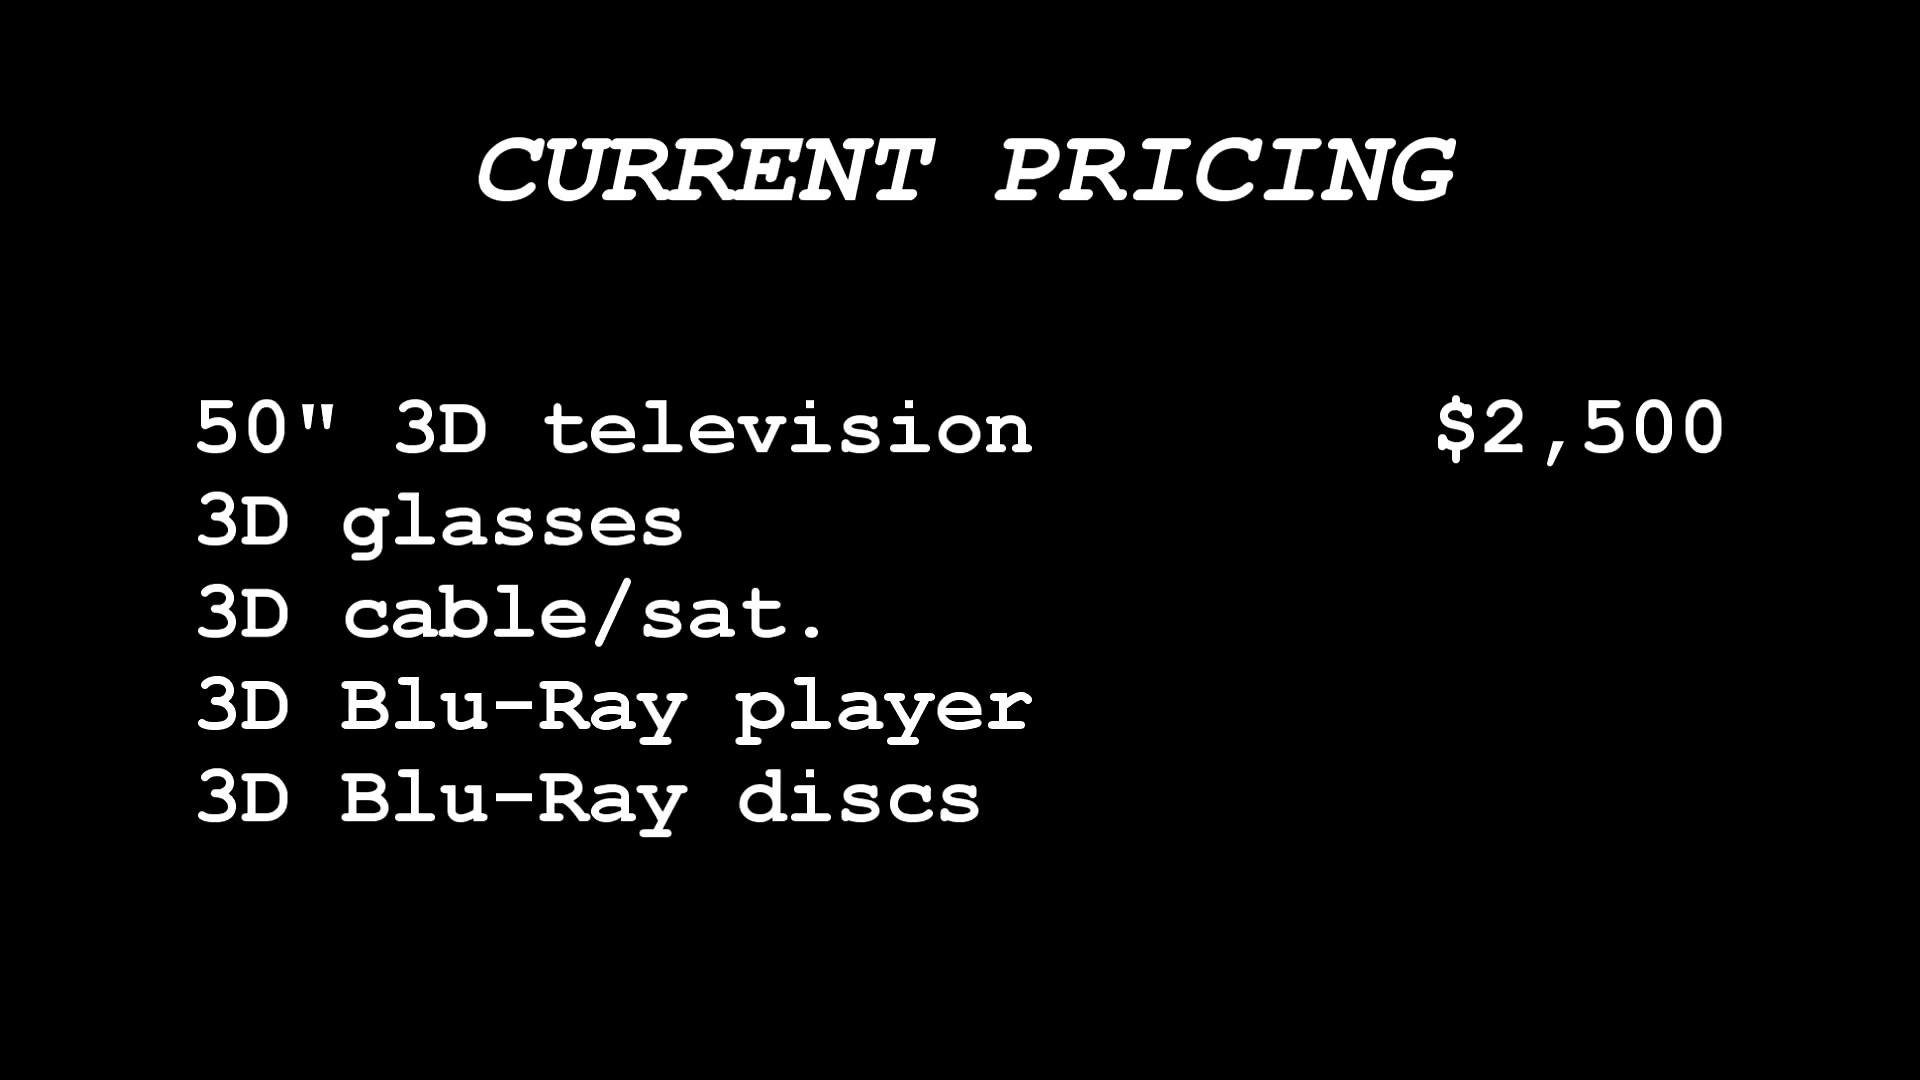 CURRENT PRICING
50" 3D television $2,500
3D glasses
3D cable/sat.
3D Blu-Ray player
3D Blu-Ray discs